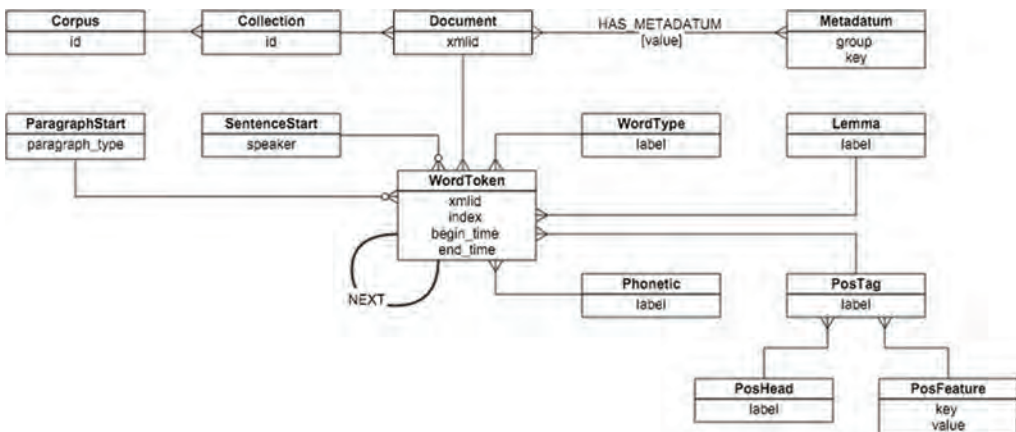 Corpus
id
Collection
id
Document
xmlid
HAS_METADATUM
[value]
Metadatum
group
key
ParagraphStart
paragraph_type
SentenceStart
speaker
WordType
label
Lemma
label
WordToken
xmlid
index
begin_time
end_time
NEXT
Phonetic
label
PosTag
label
PosHead
label
PosFeature
key
value